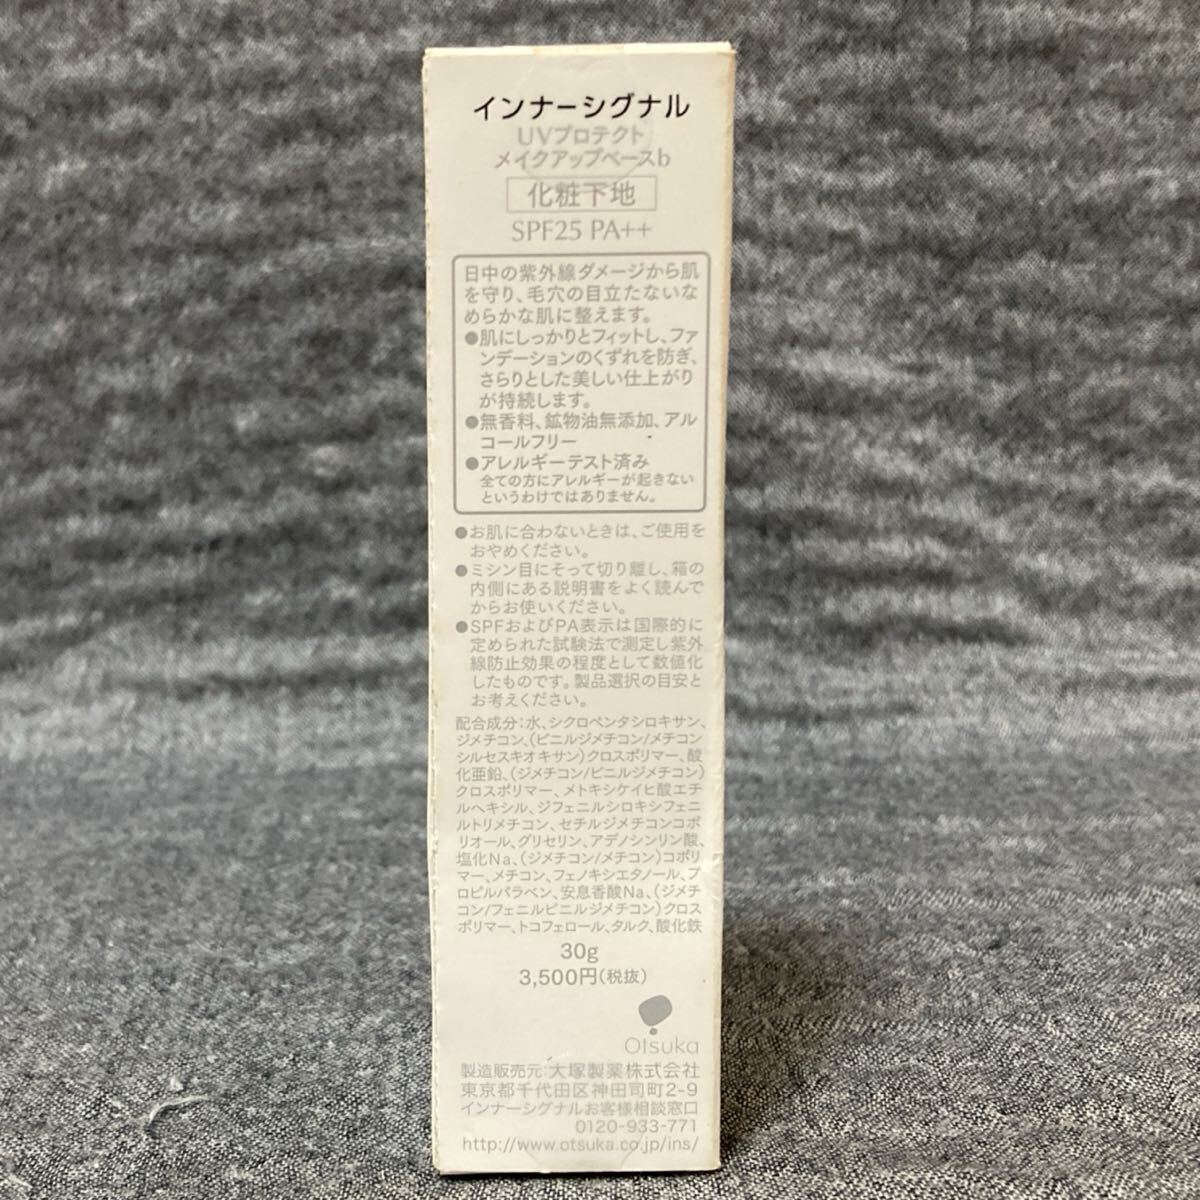 インナーシグナル
UVプロテクト
メイクアップベースb
化粧下地
SPF25 PA++
日中の紫外線ダメージから肌
を守り、毛穴の目立たないな
めらかな肌に整えます。
●肌にしっかりとフィットし、ファ
ンデーションのくずれを防ぎ、
さらりとした美しい仕上がり
が持続します。
●無香料、鉱物油無添加、アル
コールフリー
●アレルギーテスト済み
全ての方にアレルギーが起きない
というわけではありません。
●お肌に合わないときは、ご使用を
おやめください。
●ミシン目にそって切り離し、箱の
内側にある説明書をよく読んで
からお使いください。
●SPFおよびPA表示は国際的に
定められた試験法で測定し紫外
線防止効果の程度として数値化
したものです。製品選択の目安と
お考えください。
配合成分：水、シクロペンタシロキサン、
ジメチコン、（ビニルジメチコン/メチコン
シルセスキオキサン）クロスポリマー、酸
化亜鉛、（ジメチコン/ビニルジメチコン）
クロスポリマー、メトキシケイヒ酸エチ
ルヘキシル、ジフェニルシロキシフェニ
ルトリメチコン、セチルジメチコンコポ
リオール、グリセリン、アデノシンリン酸、
塩化Na、（ジメチコン/メチコン）コポリ
マー、メチコン、フェノキシエタノール、プ
ロピルパラベン、安息香酸Na、（ジメチ
コン/フェニルビニルジメチコン）クロス
ポリマー、トコフェロール、タルク、酸化鉄
30g
3,500円（税抜）
Otsuka
製造販売元：大塚製薬株式会社
東京都千代田区神田司町2-9
インナーシグナルお客様相談窓口
0120-933-771
http://www.otsuka.co.jp/ins/